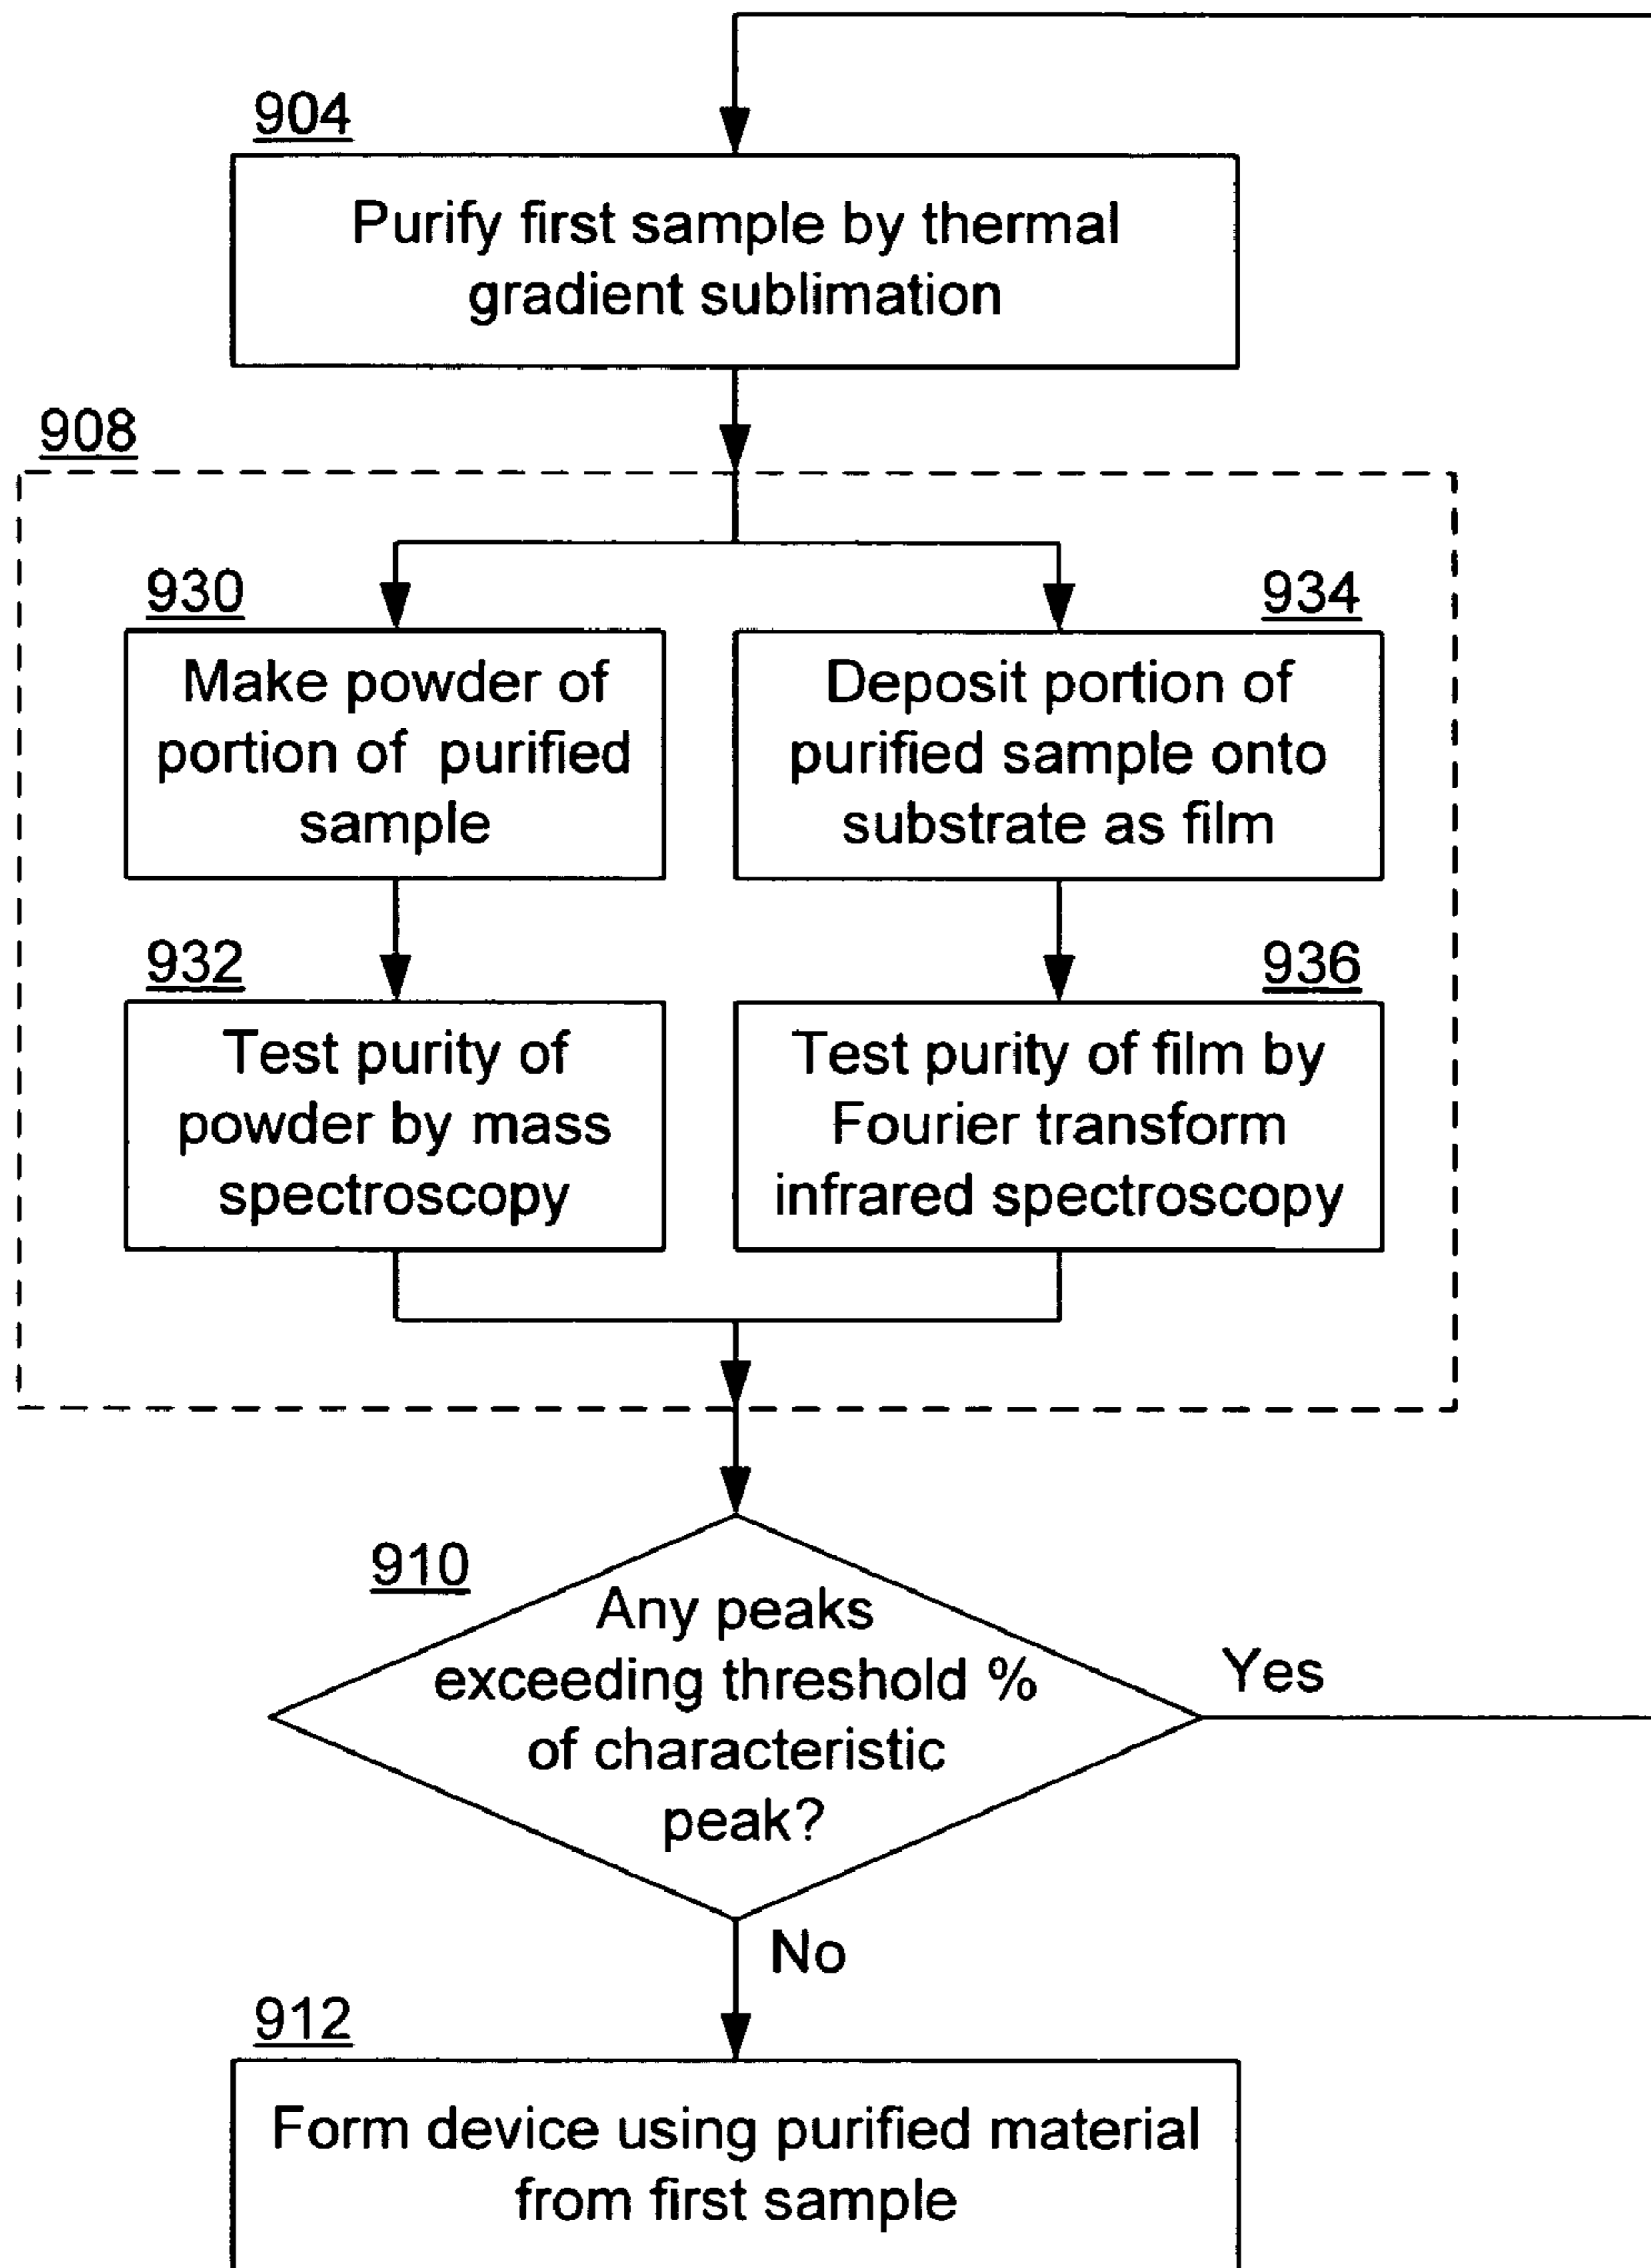 904
Purify first sample by thermal
gradient sublimation
908
930
Make powder of
portion of purified
sample
934
Deposit portion of
purified sample onto
substrate as film
932
Test purity of
powder by mass
spectroscopy
936
Test purity of film by
Fourier transform
infrared spectroscopy
910
Any peaks
exceeding threshold %
of characteristic
peak?
Yes
No
912
Form device using purified material
from first sample